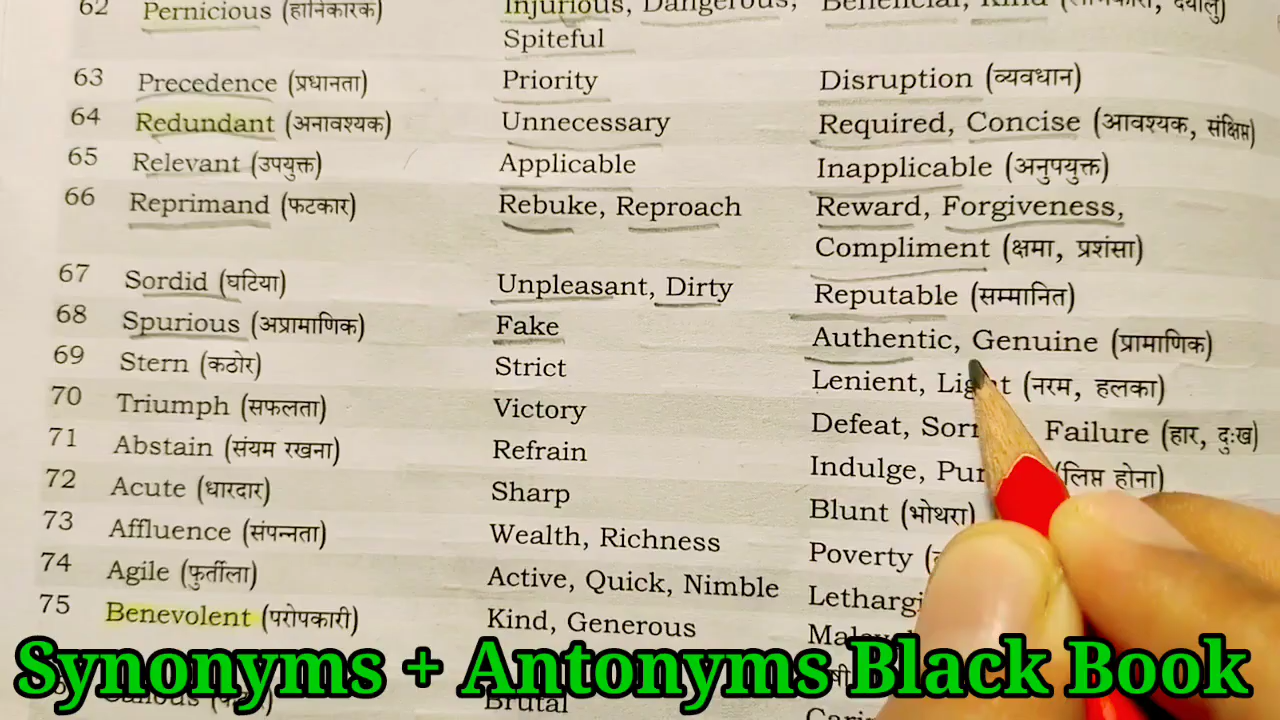 62 Pernicious (हानिकारक) Injurious, Dangerous, Beneficial, Kind
Spiteful
63 Precedence (प्रधानता) Priority Disruption (व्यवधान)
64 Redundant (अनावश्यक) Unnecessary Required, Concise (आवश्यक, संक्षिप्त)
65 Relevant (उपयुक्त) Applicable Inapplicable (अनुपयुक्त)
66 Reprimand (फटकार) Rebuke, Reproach Reward, Forgiveness,
Compliment (क्षमा, प्रशंसा)
67 Sordid (घटिया) Unpleasant, Dirty Reputable (सम्मानित)
68 Spurious (अप्रामाणिक) Fake Authentic, Genuine (प्रामाणिक)
69 Stern (कठोर) Strict Lenient, (नरम, हलका)
70 Triumph (सफलता) Victory Defeat, Failure (हार, दुःख)
71 Abstain (संयम रखना) Refrain Indulge, (लिप्त होना)
72 Acute (धारदार) Sharp Blunt (भोथरा)
73 Affluence (संपन्नता) Wealth, Richness Poverty
74 Agile (फुर्तीला) Active, Quick, Nimble
75 Benevolent (परोपकारी) Kind, Generous
Synonyms + Antonyms Black Book
Brutal